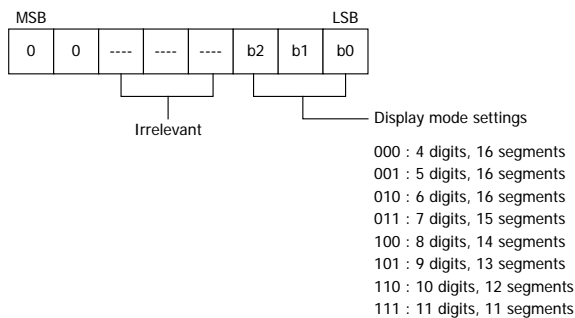 MSB LSB
0 0 ---- ---- ---- b2 b1 b0
Irrelevant
Display mode settings
000 : 4 digits, 16 segments
001 : 5 digits, 16 segments
010 : 6 digits, 16 segments
011 : 7 digits, 15 segments
100 : 8 digits, 14 segments
101 : 9 digits, 13 segments
110 : 10 digits, 12 segments
111 : 11 digits, 11 segments